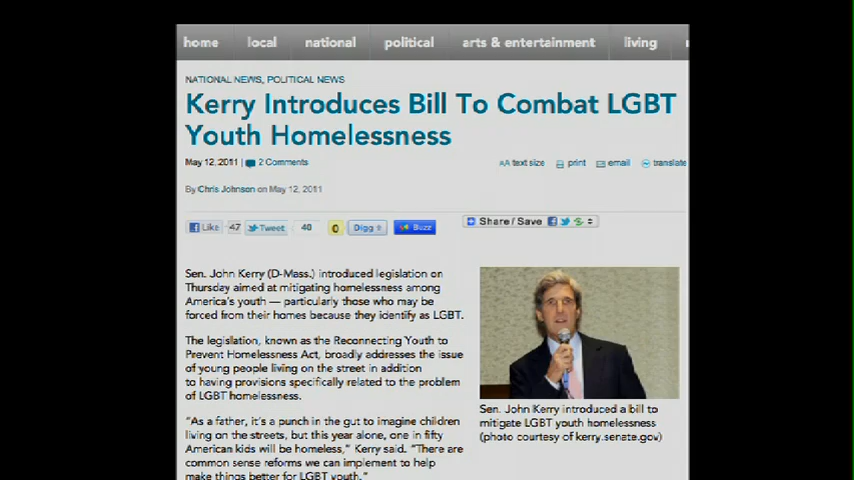 home local national political arts & entertainment living
NATIONAL NEWS, POLITICAL NEWS
Kerry Introduces Bill To Combat LGBT
Youth Homelessness
May 12, 2011 | 2 Comments
AA text size print email translate
By Chris Johnson on May 12, 2011
Like 47 Tweet 40 0 Digg Buzz
Share / Save
Sen. John Kerry (D-Mass.) introduced legislation on
Thursday aimed at mitigating homelessness among
America's youth — particularly those who may be
forced from their homes because they identify as LGBT.
The legislation, known as the Reconnecting Youth to
Prevent Homelessness Act, broadly addresses the issue
of young people living on the street in addition
to having provisions specifically related to the problem
of LGBT homelessness.
"As a father, it's a punch in the gut to imagine children
living on the streets, but this year alone, one in fifty
American kids will be homeless," Kerry said. "There are
common sense reforms we can implement to help
make things better for LGBT youth."
Sen. John Kerry introduced a bill to
mitigate LGBT youth homelessness
(photo courtesy of kerry.senate.gov)